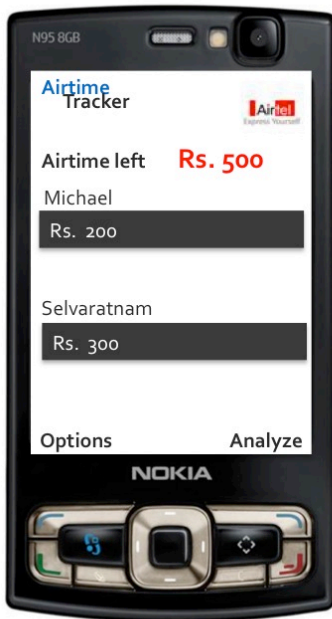 N95 8GB
Airtime
Tracker
Airtel
Express Yourself
Airtime left Rs. 500
Michael
Rs. 200
Selvaratnam
Rs. 300
Options Analyze
NOKIA